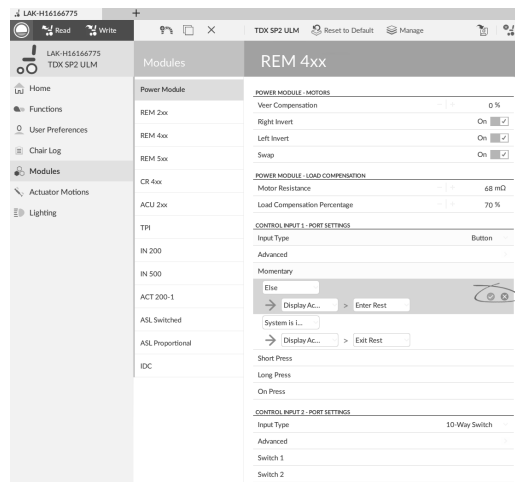 LAK-H16166775
+
Read
Write
TDX SP2 ULM
Reset to Default
Manage
LAK-H16166775
TDX SP2 ULM
Home
Functions
User Preferences
Chair Log
Modules
Actuator Motions
Lighting
Modules
Power Module
REM 2xx
REM 4xx
REM 5xx
CR 4xx
ACU 2xx
TPI
IN 200
IN 500
ACT 200-1
ASL Switched
ASL Proportional
IDC
REM 4xx
POWER MODULE - MOTORS
Veer Compensation - + 0 %
Right Invert On
Left Invert On
Swap On
POWER MODULE - LOAD COMPENSATION
Motor Resistance - + 68 mΩ
Load Compensation Percentage - + 70 %
CONTROL INPUT 1 - PORT SETTINGS
Input Type Button
Advanced
Momentary
Else
Display Ac... > Enter Rest
System is i...
Display Ac... > Exit Rest
Short Press
Long Press
On Press
CONTROL INPUT 2 - PORT SETTINGS
Input Type 10-Way Switch
Advanced
Switch 1
Switch 2